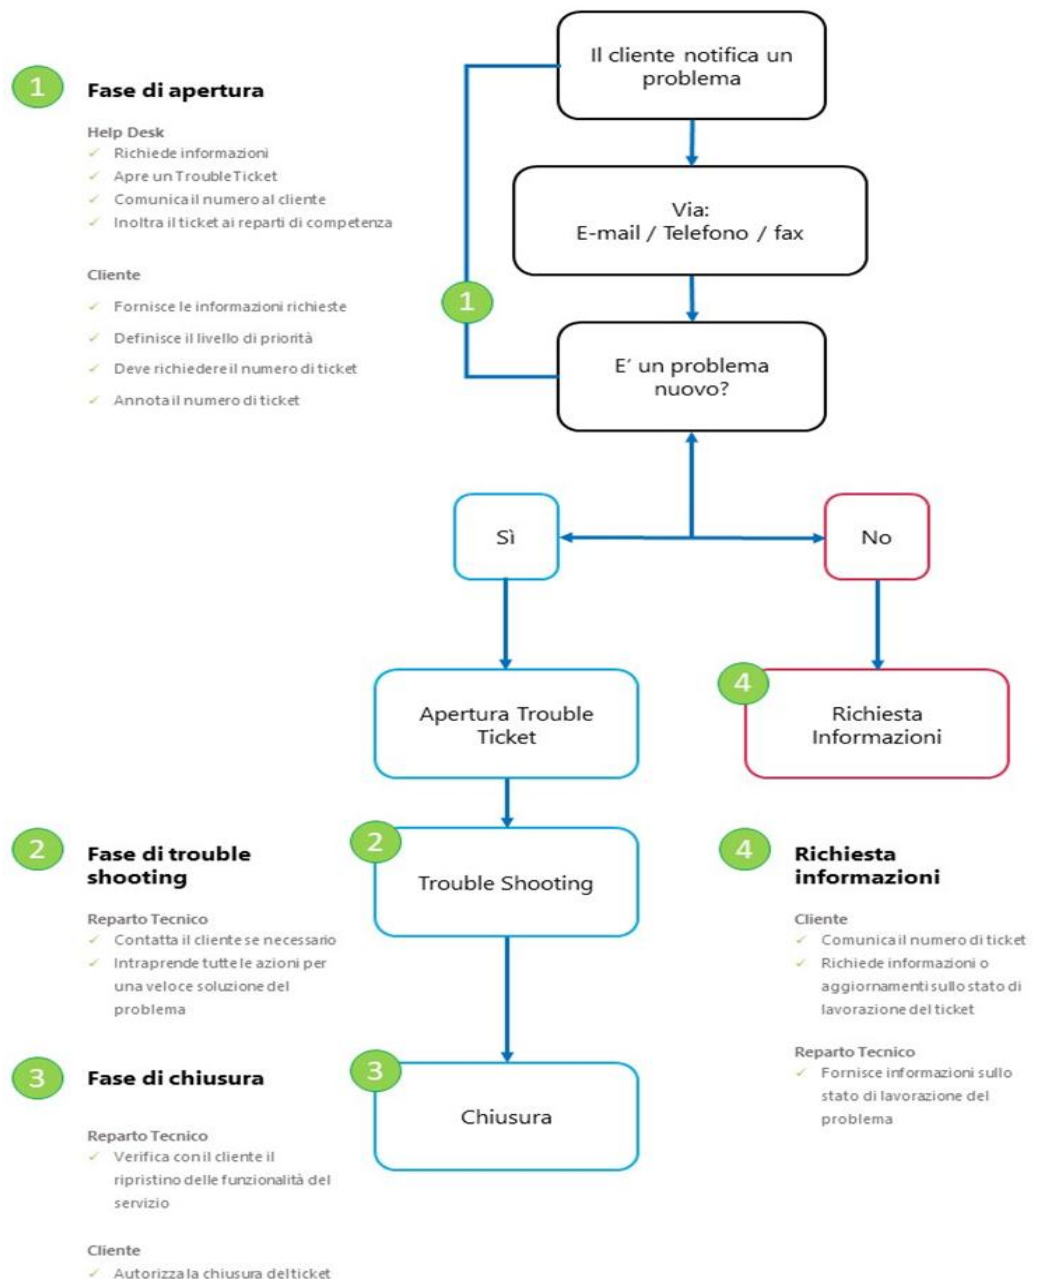 Il cliente notifica un
problema
1
Fase di apertura
Help Desk
Richiede informazioni
Apre un Trouble Ticket
Comunica il numero al cliente
Inoltra il ticket ai reparti di competenza
Cliente
Fornisce le informazioni richieste
Definisce il livello di priorità
Deve richiedere il numero di ticket
Annota il numero di ticket
Via:
E-mail / Telefono / fax
1
E´ un problema
nuovo?
Sì
No
Apertura Trouble
Ticket
4
Richiesta
Informazioni
2
Fase di trouble
shooting
Reparto Tecnico
Contatta il cliente se necessario
Intraprende tutte le azioni per
una veloce soluzione del
problema
2
Trouble Shooting
4
Richiesta
informazioni
Cliente
Comunica il numero di ticket
Richiede informazioni o
aggiornamenti sullo stato di
lavorazione del ticket
Reparto Tecnico
Fornisce informazioni sullo
stato di lavorazione del
problema
3
Fase di chiusura
Reparto Tecnico
Verifica con il cliente il
ripristino delle funzionalità del
servizio
Cliente
Autorizza la chiusura del ticket
3
Chiusura